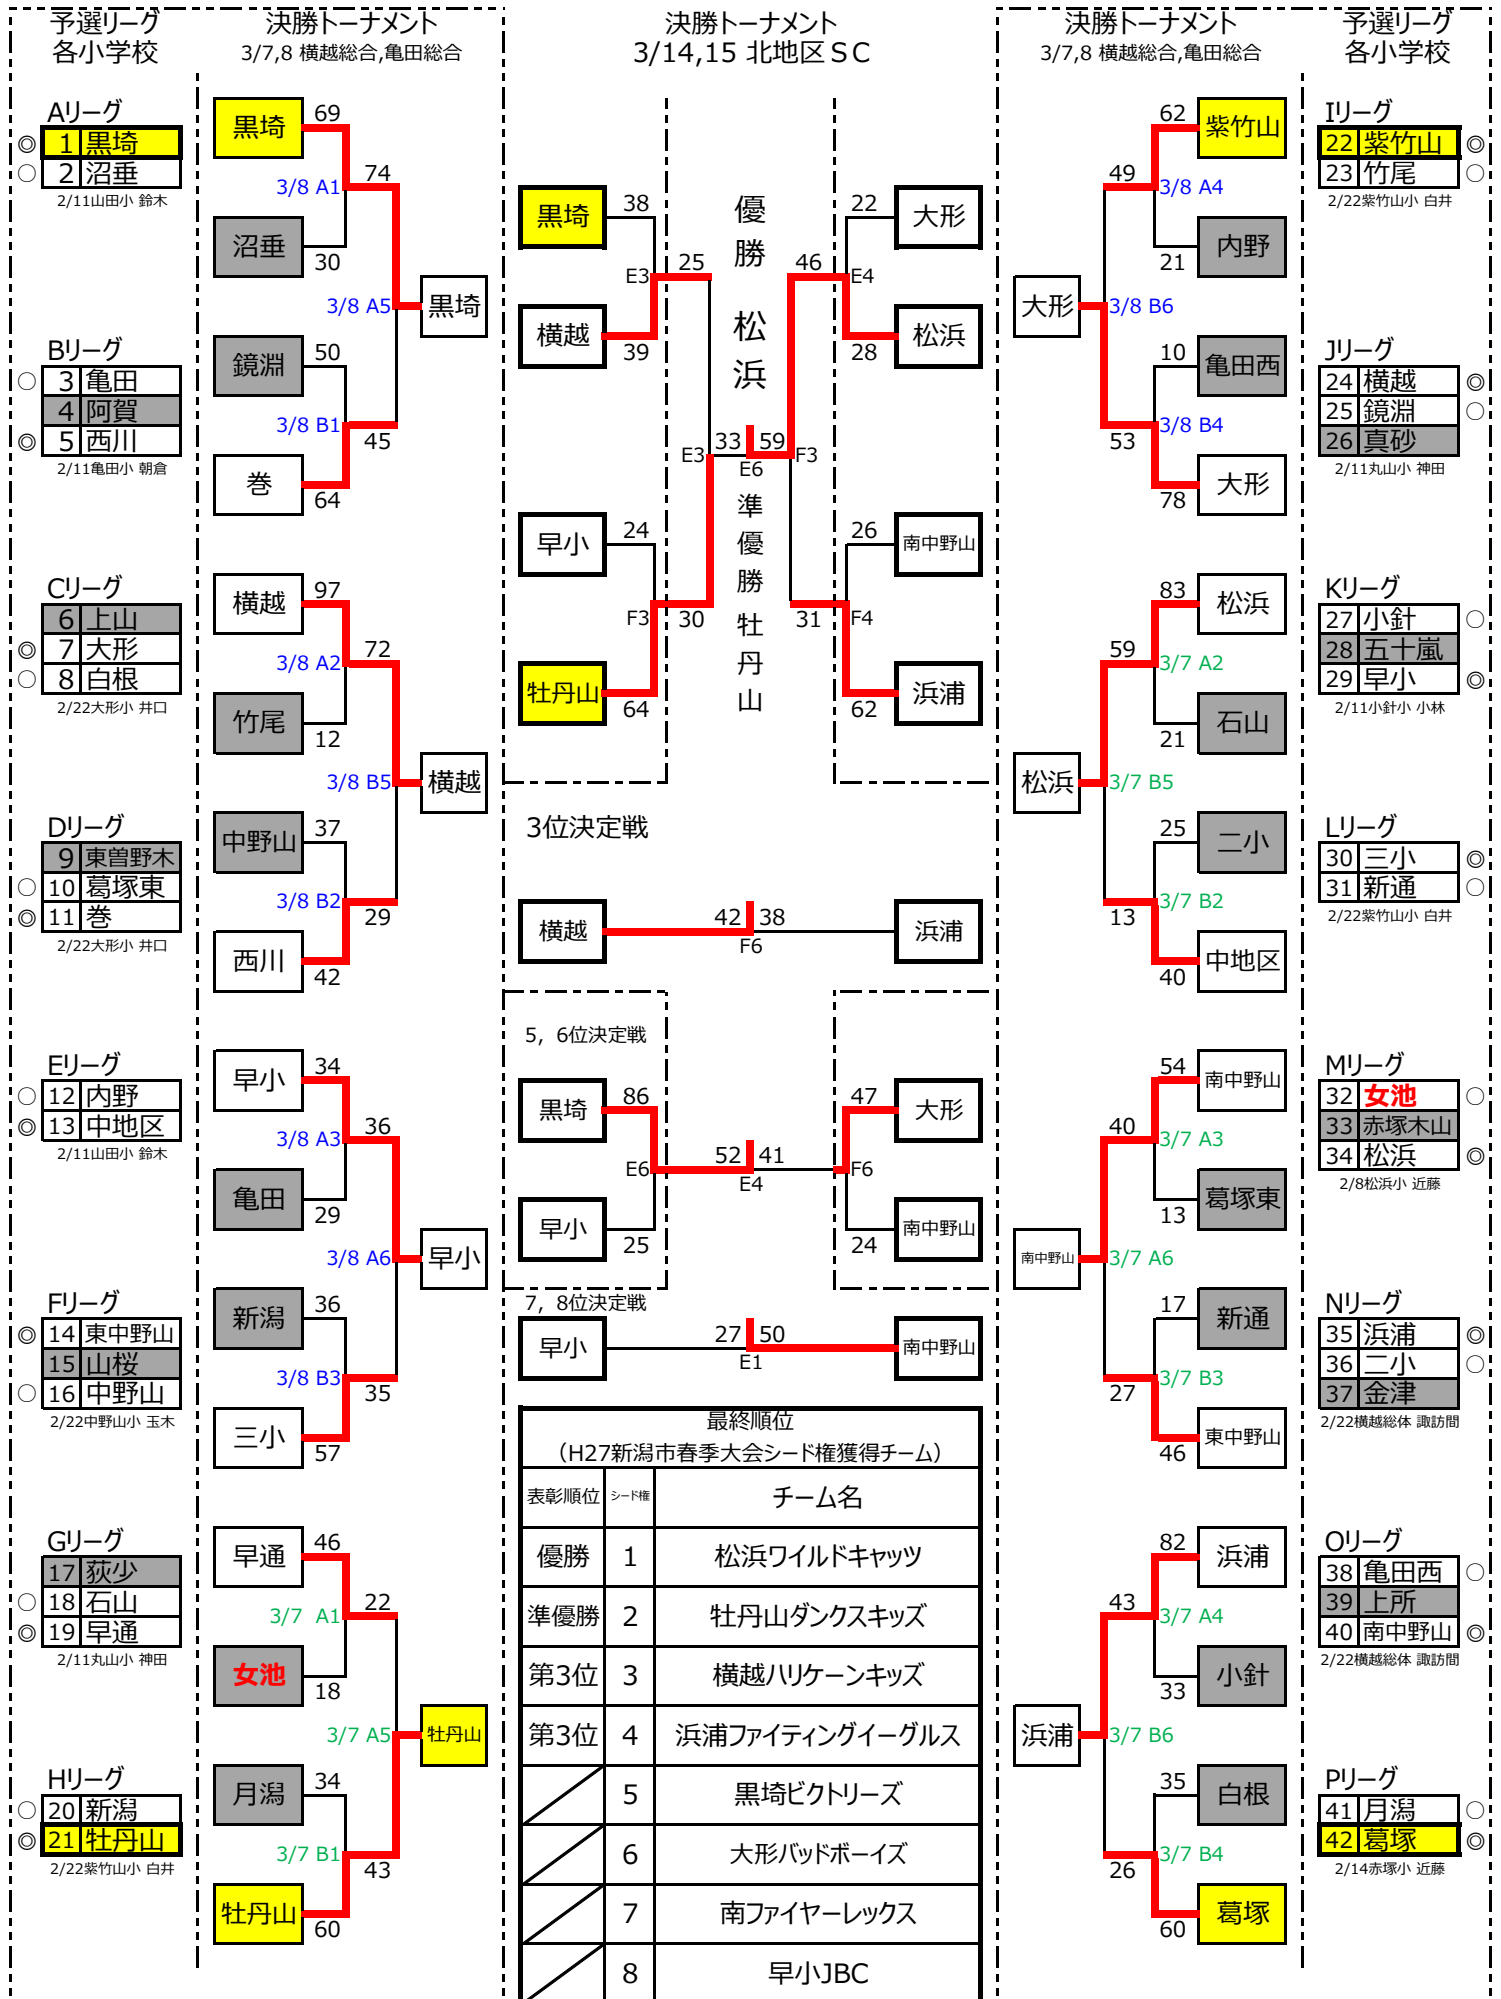 予選リーグ
各小学校
決勝トーナメント
3/7,8 横越総合,亀田総合
決勝トーナメント
3/14,15 北地区ＳＣ
決勝トーナメント
3/7,8 横越総合,亀田総合
予選リーグ
各小学校
Aリーグ
◎ 1 黒埼
○ 2 沼垂
2/11山田小 鈴木
Bリーグ
○ 3 亀田
4 阿賀
◎ 5 西川
2/11亀田小 朝倉
Cリーグ
6 上山
◎ 7 大形
○ 8 白根
2/22大形小 井口
Dリーグ
9 東曽野木
○ 10 葛塚東
◎ 11 巻
2/22大形小 井口
Eリーグ
○ 12 内野
◎ 13 中地区
2/11山田小 鈴木
Fリーグ
◎ 14 東中野山
15 山桜
○ 16 中野山
2/22中野山小 玉木
Gリーグ
17 荻少
○ 18 石山
◎ 19 早通
2/11丸山小 神田
Hリーグ
○ 20 新潟
◎ 21 牡丹山
2/22紫竹山小 白井
黒埼 69
3/8 A1 74
沼垂 30
3/8 A5 黒埼
鏡淵 50
3/8 B1 45
巻 64
横越 97
3/8 A2 72
竹尾 12
3/8 B5 横越
中野山 37
3/8 B2 29
西川 42
早小 34
3/8 A3 36
亀田 29
3/8 A6 早小
新潟 36
3/8 B3 35
三小 57
早通 46
3/7 A1 22
女池 18
3/7 A5 牡丹山
月潟 34
3/7 B1 43
牡丹山 60
優勝 松浜
準優勝 牡丹山
黒埼 38
E3 25
横越 39
E3 33
早小 24
F3 30
牡丹山 64
22 大形
46 E4
28 松浜
59 F3
E6
26 南中野山
31 F4
62 浜浦
3位決定戦
横越 42 38 浜浦
F6
5，6位決定戦
黒埼 86 47 大形
E6 52 41 F6
E4
早小 25 24 南中野山
7，8位決定戦
早小 27 50 南中野山
E1
最終順位
（H27新潟市春季大会シード権獲得チーム）
表彰順位 シード権 チーム名
優勝 1 松浜ワイルドキャッツ
準優勝 2 牡丹山ダンクスキッズ
第3位 3 横越ハリケーンキッズ
第3位 4 浜浦ファイティングイーグルス
5 黒埼ビクトリーズ
6 大形バッドボーイズ
7 南ファイヤーレックス
8 早小JBC
62 紫竹山
49 3/8 A4
21 内野
大形 3/8 B6
10 亀田西
53 3/8 B4
78 大形
83 松浜
59 3/7 A2
21 石山
松浜 3/7 B5
25 二小
13 3/7 B2
40 中地区
54 南中野山
40 3/7 A3
13 葛塚東
南中野山 3/7 A6
17 新通
27 3/7 B3
46 東中野山
82 浜浦
43 3/7 A4
33 小針
浜浦 3/7 B6
35 白根
26 3/7 B4
60 葛塚
Iリーグ
22 紫竹山 ◎
23 竹尾 ○
2/22紫竹山小 白井
Jリーグ
24 横越 ◎
25 鏡淵 ○
26 真砂
2/11丸山小 神田
Kリーグ
27 小針 ○
28 五十嵐
29 早小 ◎
2/11小針小 小林
Lリーグ
30 三小 ◎
31 新通 ○
2/22紫竹山小 白井
Mリーグ
32 女池 ○
33 赤塚木山
34 松浜 ◎
2/8松浜小 近藤
Nリーグ
35 浜浦 ◎
36 二小 ○
37 金津
2/22横越総体 諏訪間
Oリーグ
38 亀田西 ○
39 上所
40 南中野山 ◎
2/22横越総体 諏訪間
Pリーグ
41 月潟 ○
42 葛塚 ◎
2/14赤塚小 近藤